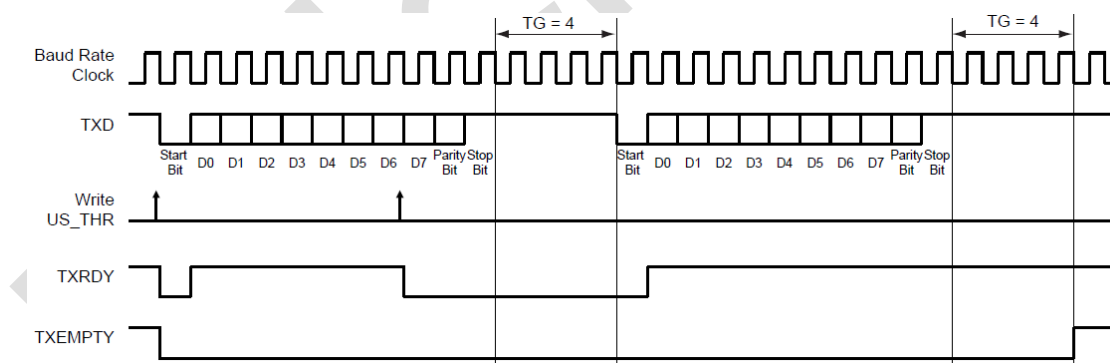 TG = 4
TG = 4
Baud Rate
Clock
TXD
Start
Bit
D0
D1
D2
D3
D4
D5
D6
D7
Parity
Bit
Stop
Bit
Start
Bit
D0
D1
D2
D3
D4
D5
D6
D7
Parity
Bit
Stop
Bit
Write
US_THR
TXRDY
TXEMPTY